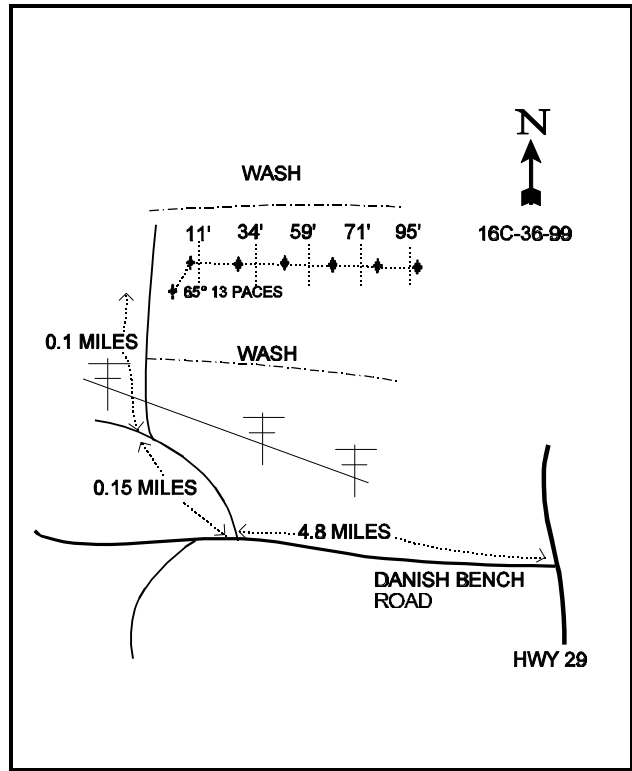 N
WASH
11' 34' 59' 71' 95'
16C-36-99
65° 13 PACES
0.1 MILES
WASH
0.15 MILES
4.8 MILES
DANISH BENCH
ROAD
HWY 29